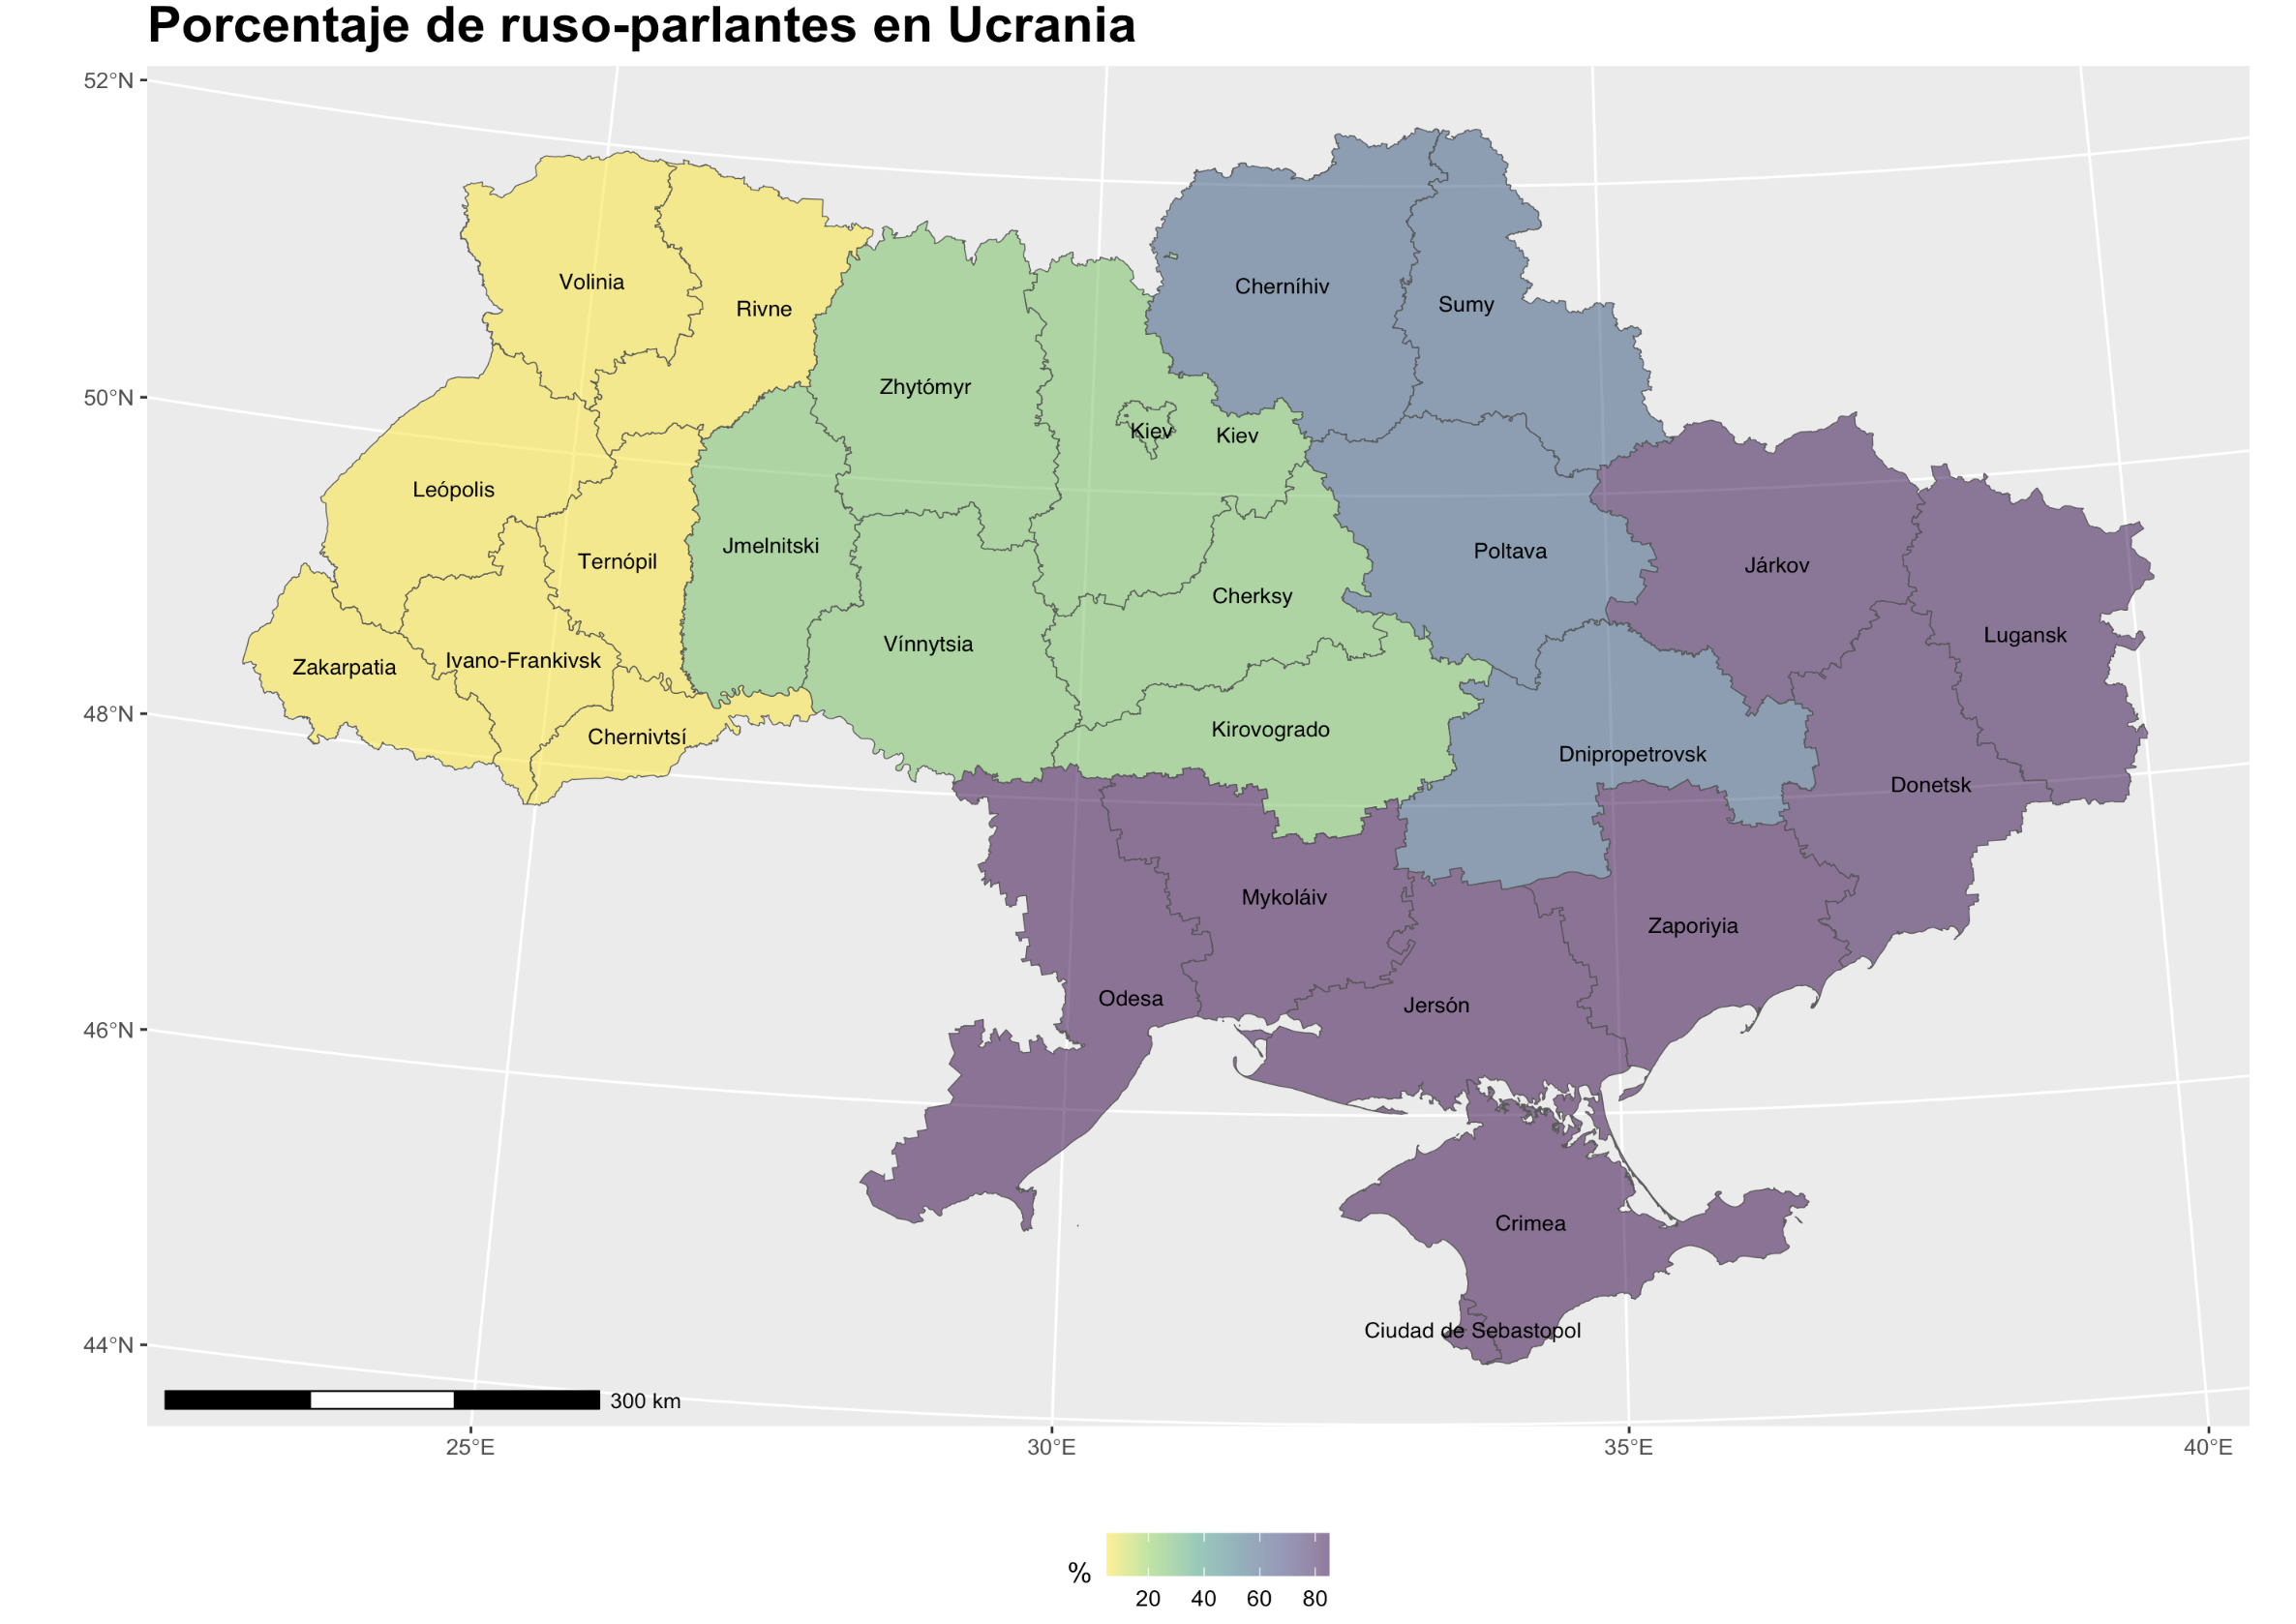 Porcentaje de ruso-parlantes en Ucrania
52°N
50°N
48°N
46°N
44°N
Volinia
Rivne
Cherníhiv
Sumy
Zhytómyr
Kiev
Kiev
Leópolis
Ternópil
Jmelnitski
Poltava
Járkov
Cherksy
Lugansk
Vínnytsia
Zakarpatia
Ivano-Frankivsk
Chernivtsí
Kirovogrado
Dnipropetrovsk
Donetsk
Mykoláiv
Zaporiyia
Odesa
Jersón
Crimea
Ciudad de Sebastopol
300 km
25°E
30°E
35°E
40°E
%
20
40
60
80